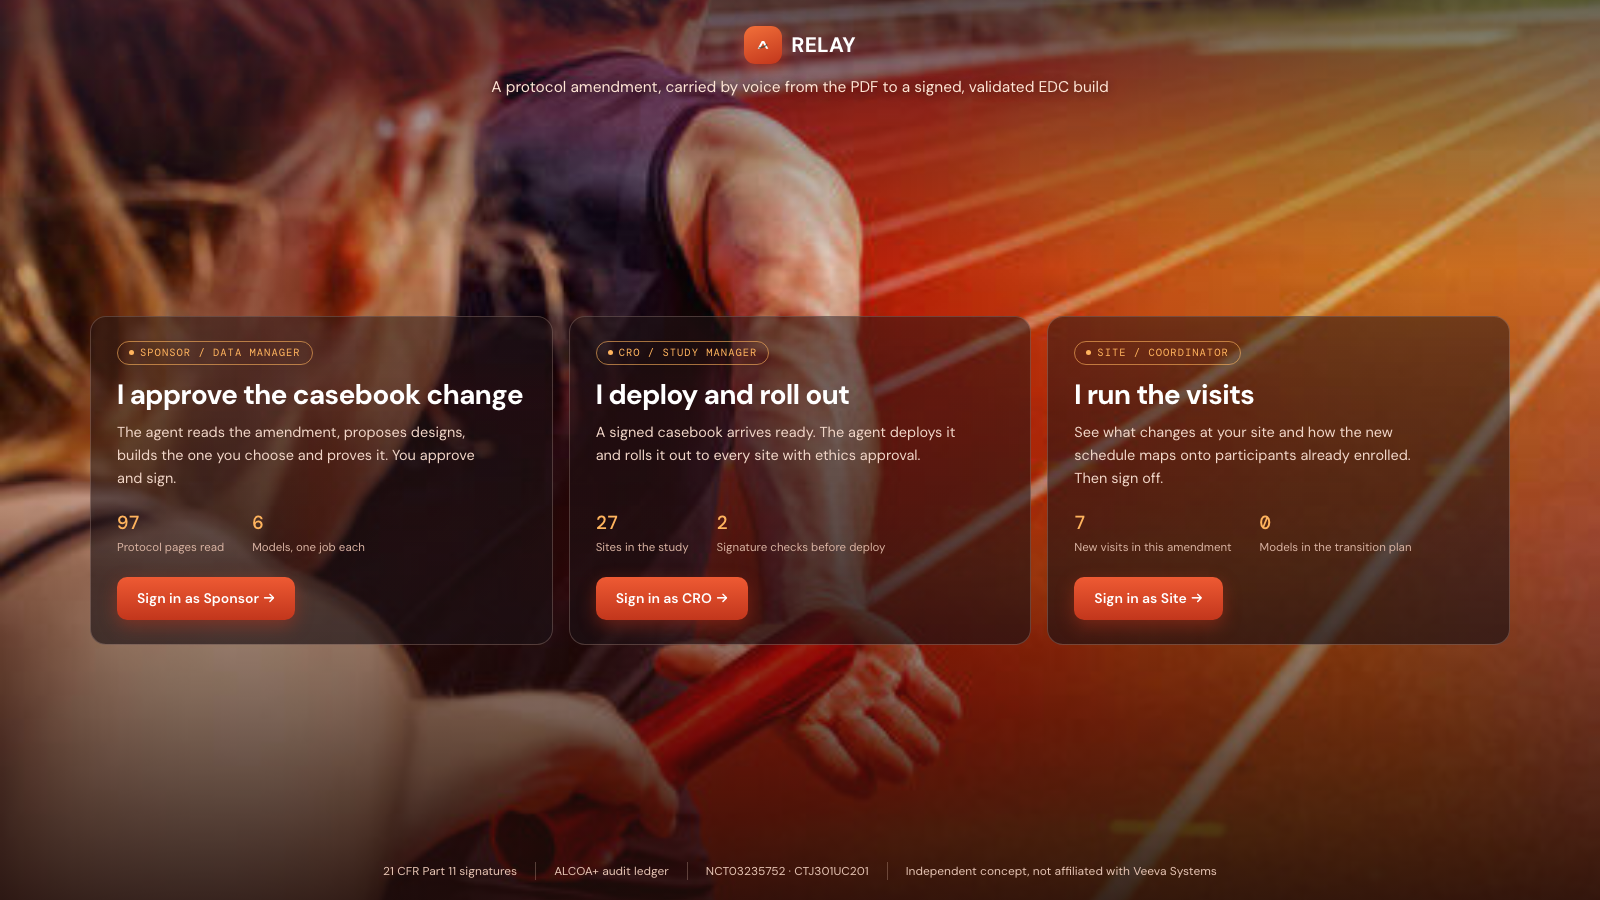 RELAY
A protocol amendment, carried by voice from the PDF to a signed, validated EDC build
SPONSOR / DATA MANAGER
I approve the casebook change
The agent reads the amendment, proposes designs,
builds the one you choose and proves it. You approve
and sign.
97
Protocol pages read
6
Models, one job each
Sign in as Sponsor →
CRO / STUDY MANAGER
I deploy and roll out
A signed casebook arrives ready. The agent deploys it
and rolls it out to every site with ethics approval.
27
Sites in the study
2
Signature checks before deploy
Sign in as CRO →
SITE / COORDINATOR
I run the visits
See what changes at your site and how the new
schedule maps onto participants already enrolled.
Then sign off.
7
New visits in this amendment
0
Models in the transition plan
Sign in as Site →
21 CFR Part 11 signatures
ALCOA+ audit ledger
NCT03235752 · CTJ301UC201
Independent concept, not affiliated with Veeva Systems